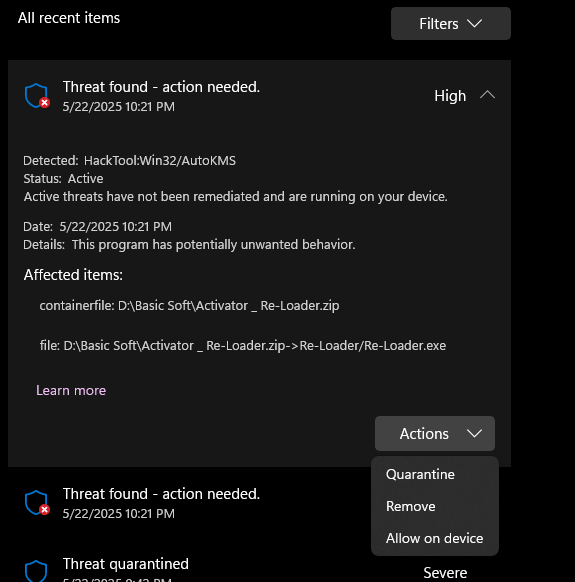 All recent items
Filters
Threat found - action needed.
5/22/2025 10:21 PM
High
Detected: HackTool:Win32/AutoKMS
Status: Active
Active threats have not been remediated and are running on your device.
Date: 5/22/2025 10:21 PM
Details: This program has potentially unwanted behavior.
Affected items:
containerfile: D:\Basic Soft\Activator _ Re-Loader.zip
file: D:\Basic Soft\Activator _ Re-Loader.zip->Re-Loader/Re-Loader.exe
Learn more
Actions
Quarantine
Remove
Allow on device
Threat found - action needed.
5/22/2025 10:21 PM
Threat quarantined
Severe